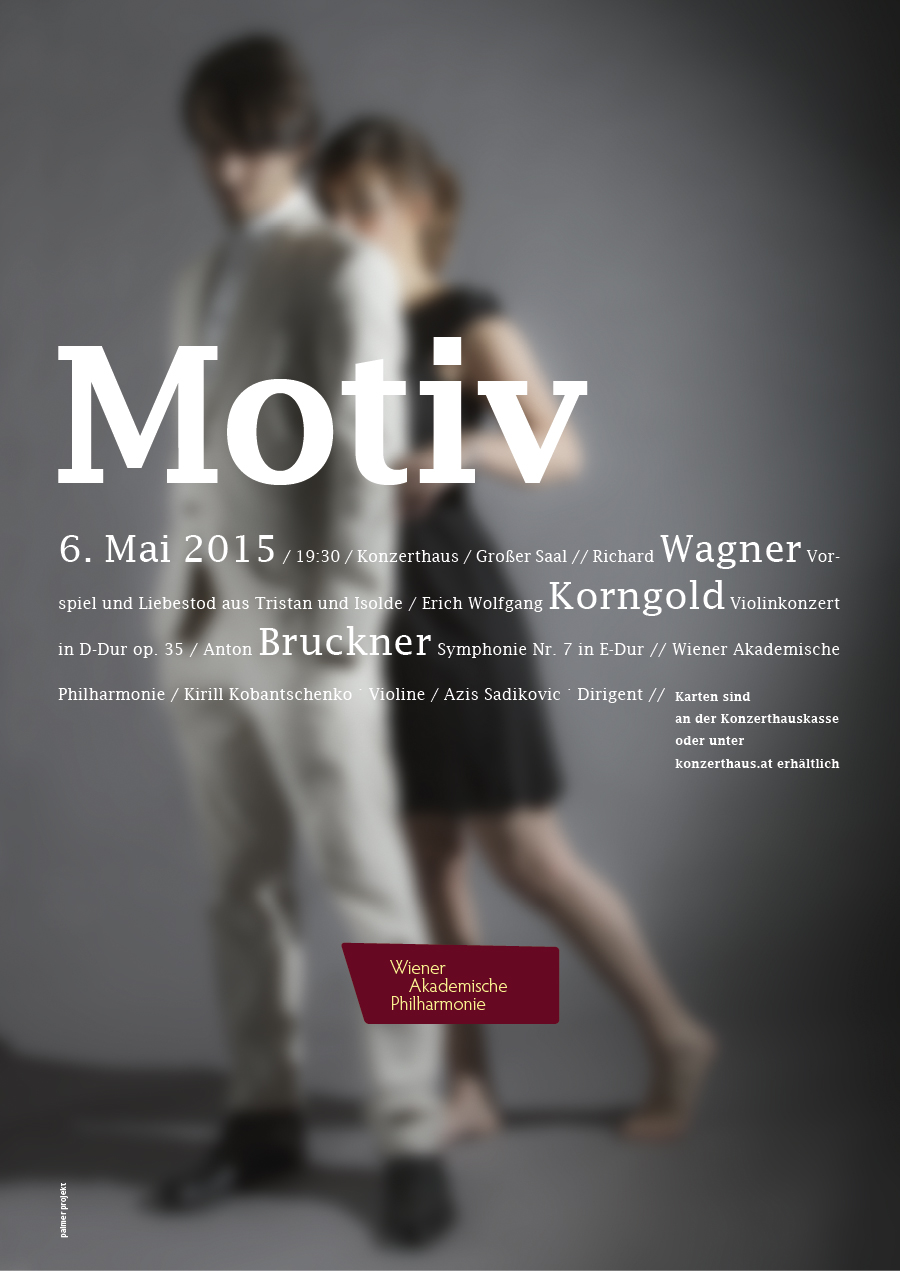 Motiv
6. Mai 2015 / 19:30 / Konzerthaus / Großer Saal // Richard Wagner Vor-
spiel und Liebestod aus Tristan und Isolde / Erich Wolfgang Korngold Violinkonzert
in D-Dur op. 35 / Anton Bruckner Symphonie Nr. 7 in E-Dur // Wiener Akademische
Philharmonie / Kirill Kobantschenko ˙ Violine / Azis Sadikovic ˙ Dirigent //
Karten sind
an der Konzerthauskasse
oder unter
konzerthaus.at erhältlich
Wiener
Akademische
Philharmonie
palmer projekt